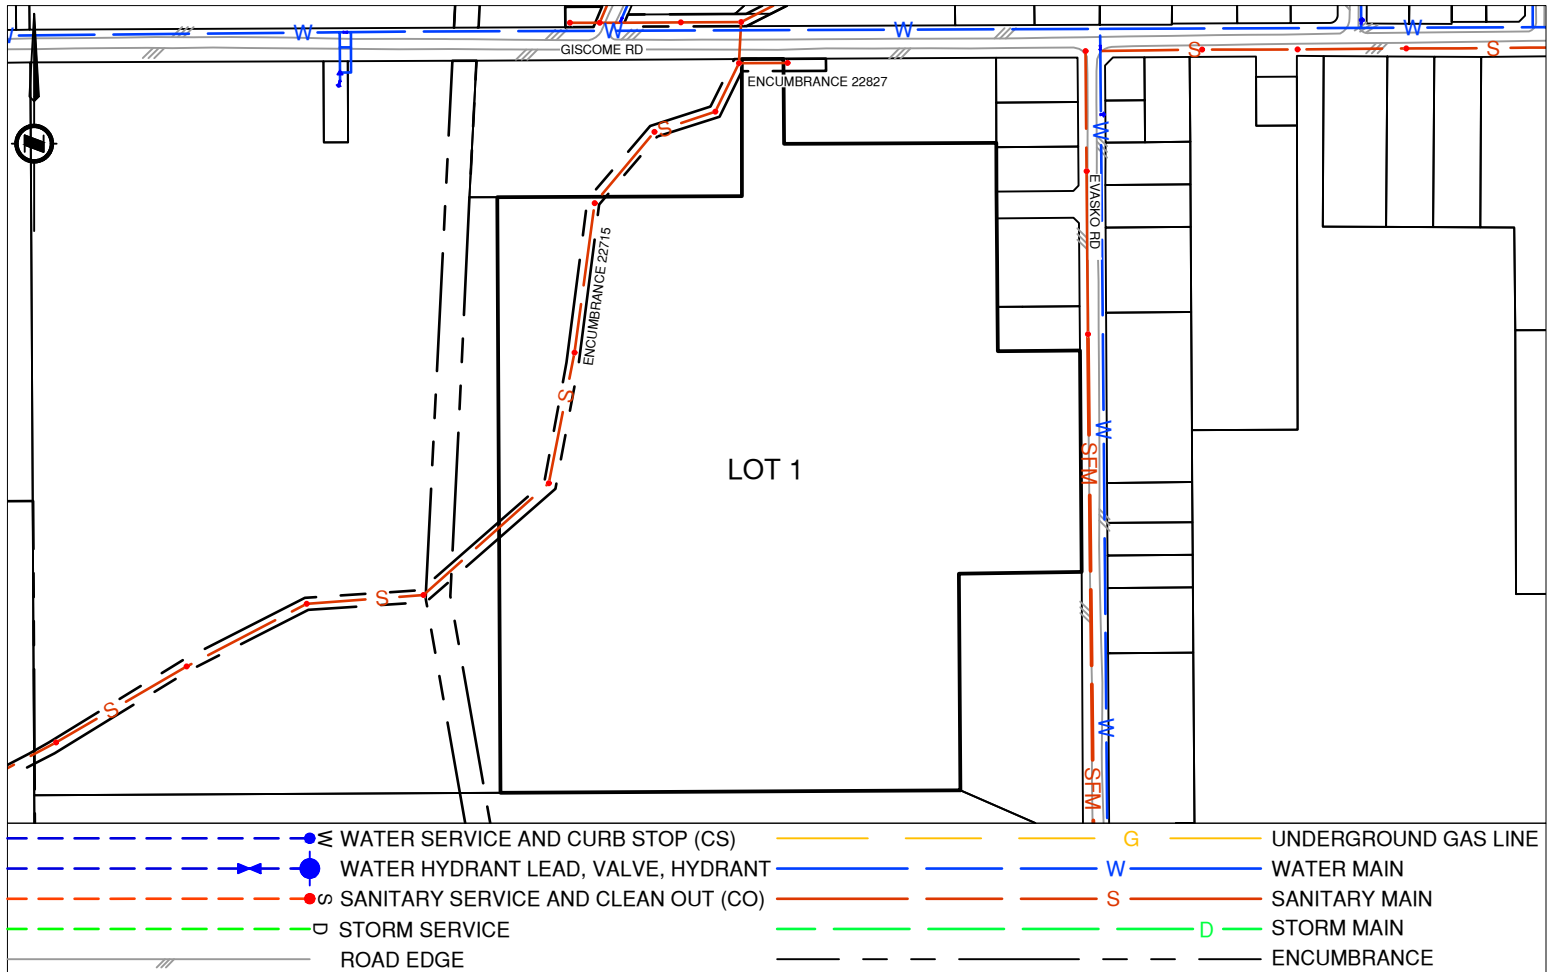 W
W
W
W
W
GISCOME RD
S
S
ENCUMBRANCE 22827
S
W
EVASKO RD
ENCUMBRANCE 22715
S
W
SFM
LOT 1
S
S
W
SFM
W WATER SERVICE AND CURB STOP (CS)
G UNDERGROUND GAS LINE
WATER HYDRANT LEAD, VALVE, HYDRANT
W WATER MAIN
S SANITARY SERVICE AND CLEAN OUT (CO)
S SANITARY MAIN
D STORM SERVICE
D STORM MAIN
ROAD EDGE
ENCUMBRANCE